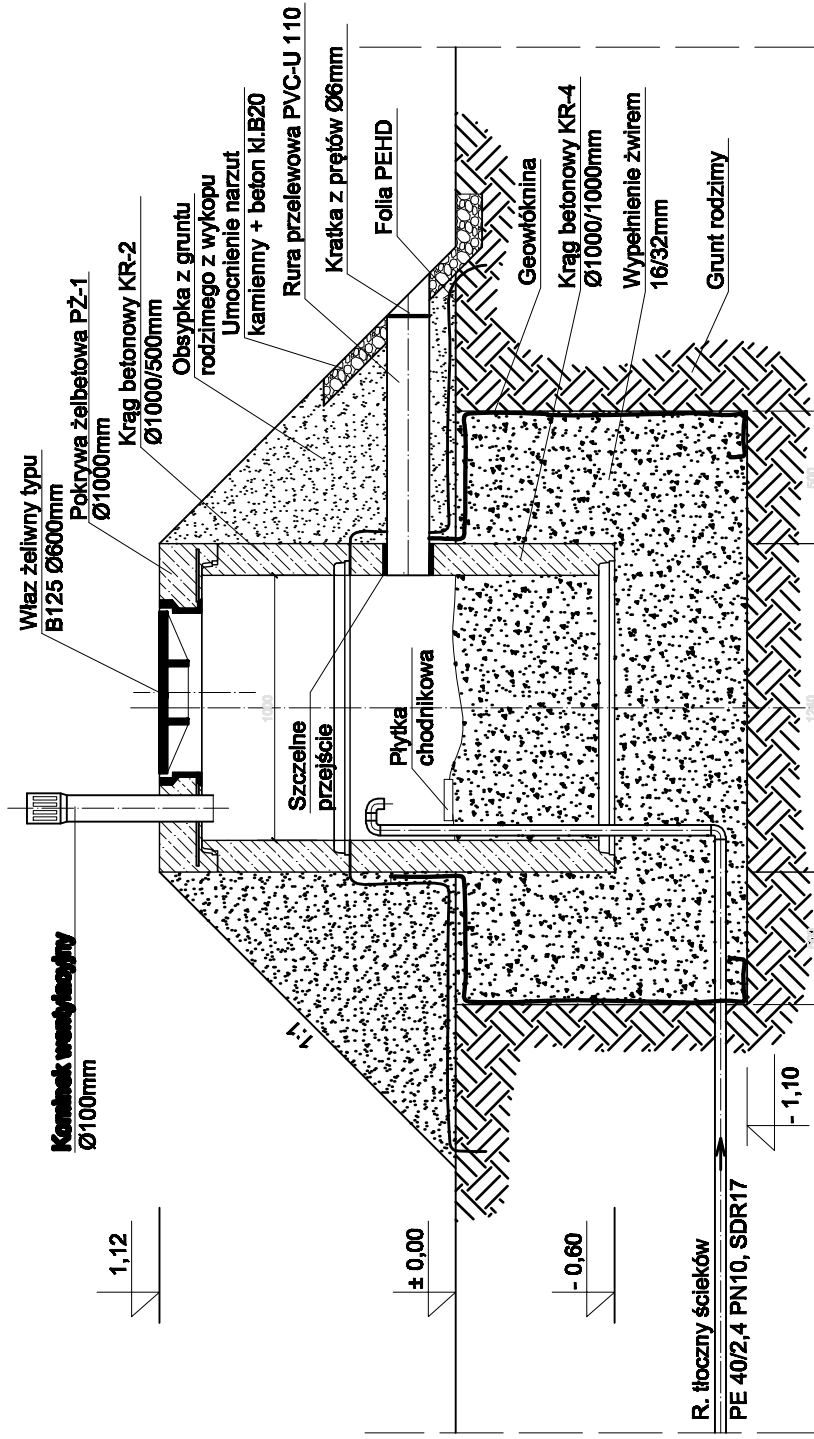 Właz żeliwny typu
B125 Ø600mm
Pokrywa żelbetowa PŻ-1
Ø1000mm
Krąg betonowy KR-2
Ø1000/500mm
Obsypka z gruntu
rodzimego z wykopu
Umocnienie narzut
kamienny + beton kl.B20
Rura przelewowa PVC-U 110
Kratka z prętów Ø6mm
Folia PEHD
Geowłóknina
Krąg betonowy KR-4
Ø1000/1000mm
Wypełnienie żwirem
16/32mm
Grunt rodzimy
Kominek wentylacyjny
Ø100mm
1:1
1000
Szczelne
przejście
Płytka
chodnikowa
1,12
± 0,00
- 0,60
- 1,10
R. tłoczny ścieków
PE 40/2,4 PN10, SDR17